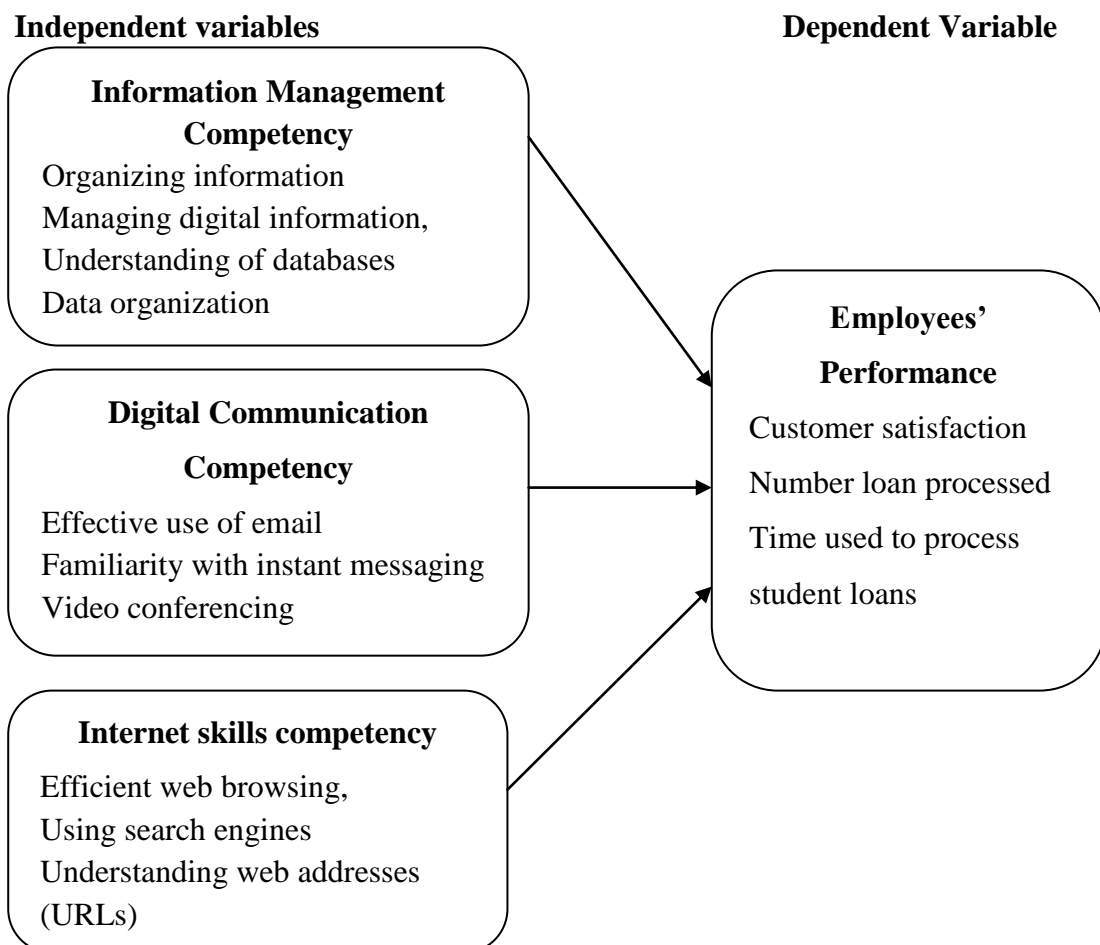 Independent variables
Dependent Variable
Information Management
Competency
Organizing information
Managing digital information,
Understanding of databases
Data organization
Digital Communication
Competency
Effective use of email
Familiarity with instant messaging
Video conferencing
Internet skills competency
Efficient web browsing,
Using search engines
Understanding web addresses
(URLs)
Employees’
Performance
Customer satisfaction
Number loan processed
Time used to process
student loans